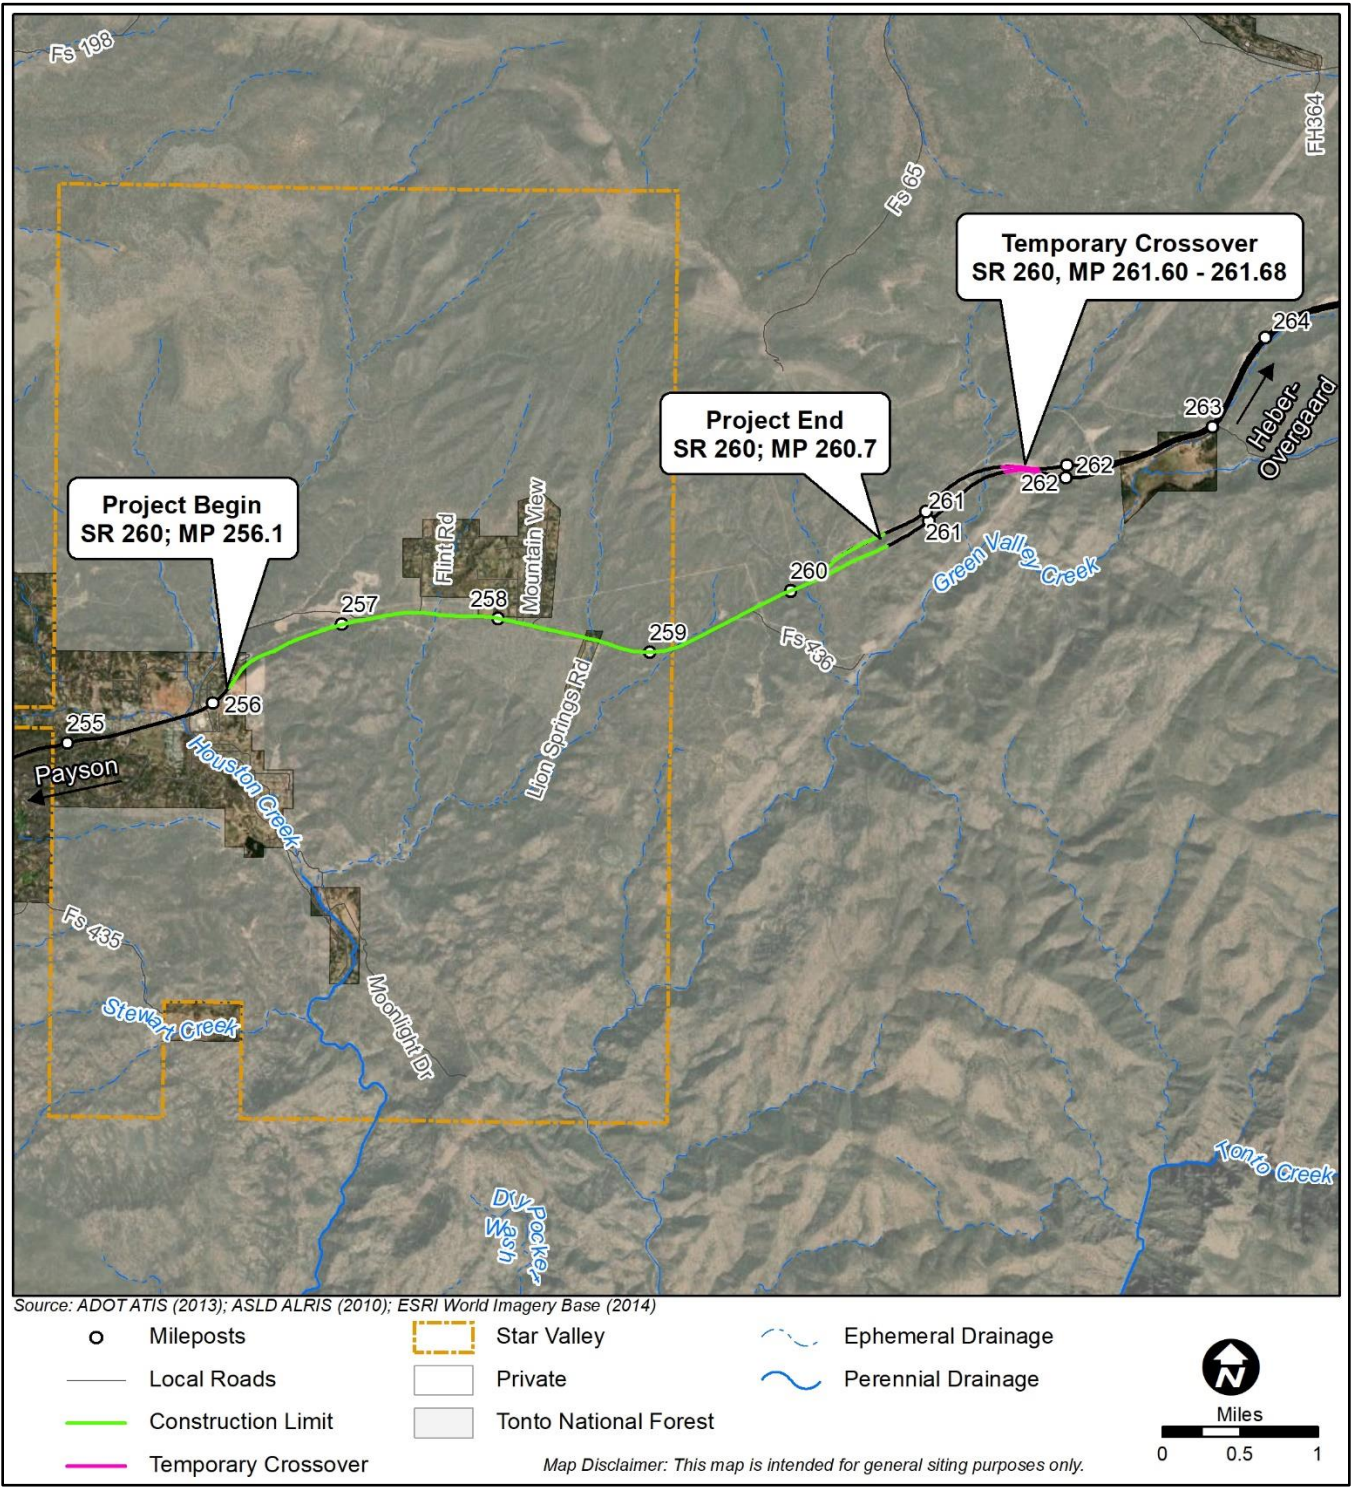 Fs 198
FH364
Fs 65
Temporary Crossover
SR 260, MP 261.60 - 261.68
264
263
Heber-
Overgaard
Project End
SR 260; MP 260.7
262
262
261
261
Project Begin
SR 260; MP 256.1
Flint Rd
Mountain View
Green Valley Creek
260
257
258
259
Fs 436
256
255
Payson
Lion Springs Rd
Houston Creek
Fs 435
Stewart Creek
Moonlight Dr
Tonto Creek
Dry Pocket
Wash
Source: ADOT ATIS (2013); ASLD ALRIS (2010); ESRI World Imagery Base (2014)
Mileposts
Local Roads
Construction Limit
Temporary Crossover
Star Valley
Private
Tonto National Forest
Ephemeral Drainage
Perennial Drainage
N
Miles
0 0.5 1
Map Disclaimer: This map is intended for general siting purposes only.